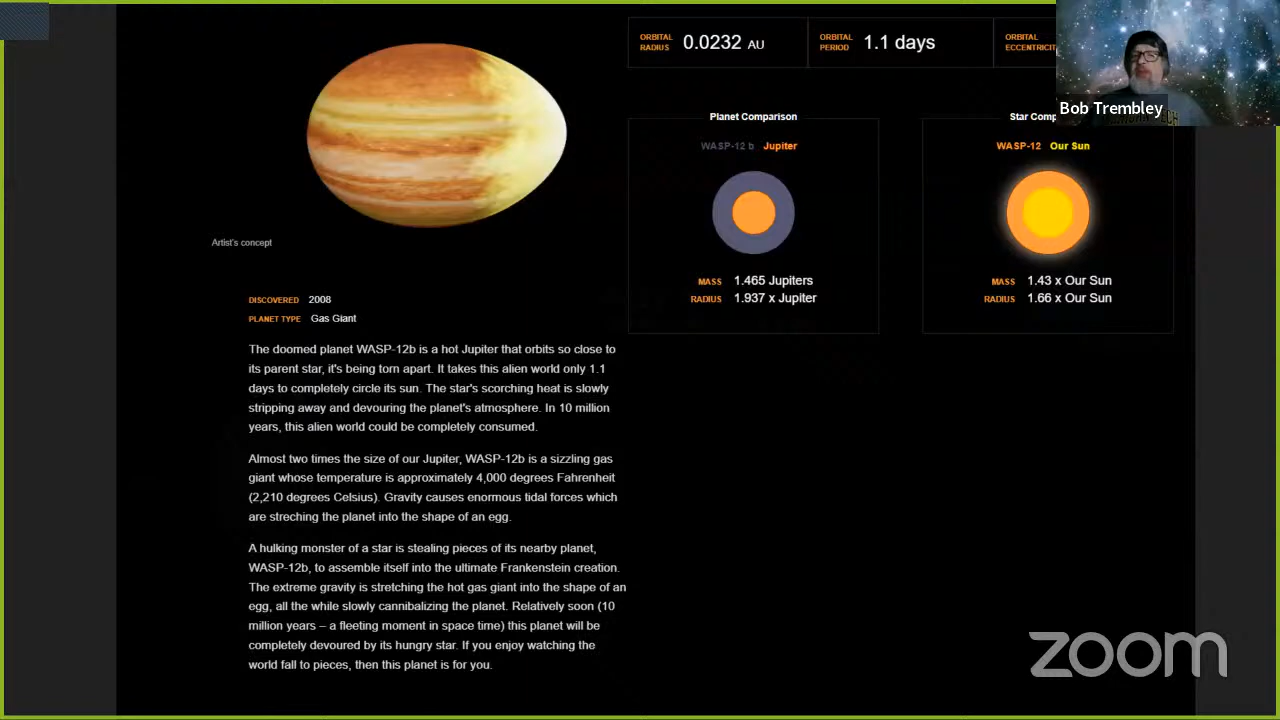 ORBITAL
RADIUS
0.0232 AU
ORBITAL
PERIOD
1.1 days
ORBITAL
Bob Trembley
Artist's concept
DISCOVERED 2008
PLANET TYPE Gas Giant
The doomed planet WASP-12b is a hot Jupiter that orbits so close to
its parent star, it's being torn apart. It takes this alien world only 1.1
days to completely circle its sun. The star's scorching heat is slowly
stripping away and devouring the planet's atmosphere. In 10 million
years, this alien world could be completely consumed.
Almost two times the size of our Jupiter, WASP-12b is a sizzling gas
giant whose temperature is approximately 4,000 degrees Fahrenheit
(2,210 degrees Celsius). Gravity causes enormous tidal forces which
are streching the planet into the shape of an egg.
A hulking monster of a star is stealing pieces of its nearby planet,
WASP-12b, to assemble itself into the ultimate Frankenstein creation.
The extreme gravity is stretching the hot gas giant into the shape of an
egg, all the while slowly cannibalizing the planet. Relatively soon (10
million years – a fleeting moment in space time) this planet will be
completely devoured by its hungry star. If you enjoy watching the
world fall to pieces, then this planet is for you.
Planet Comparison
WASP-12 b Jupiter
MASS 1.465 Jupiters
RADIUS 1.937 x Jupiter
Star
WASP-12 Our Sun
MASS 1.43 x Our Sun
RADIUS 1.66 x Our Sun
zoom